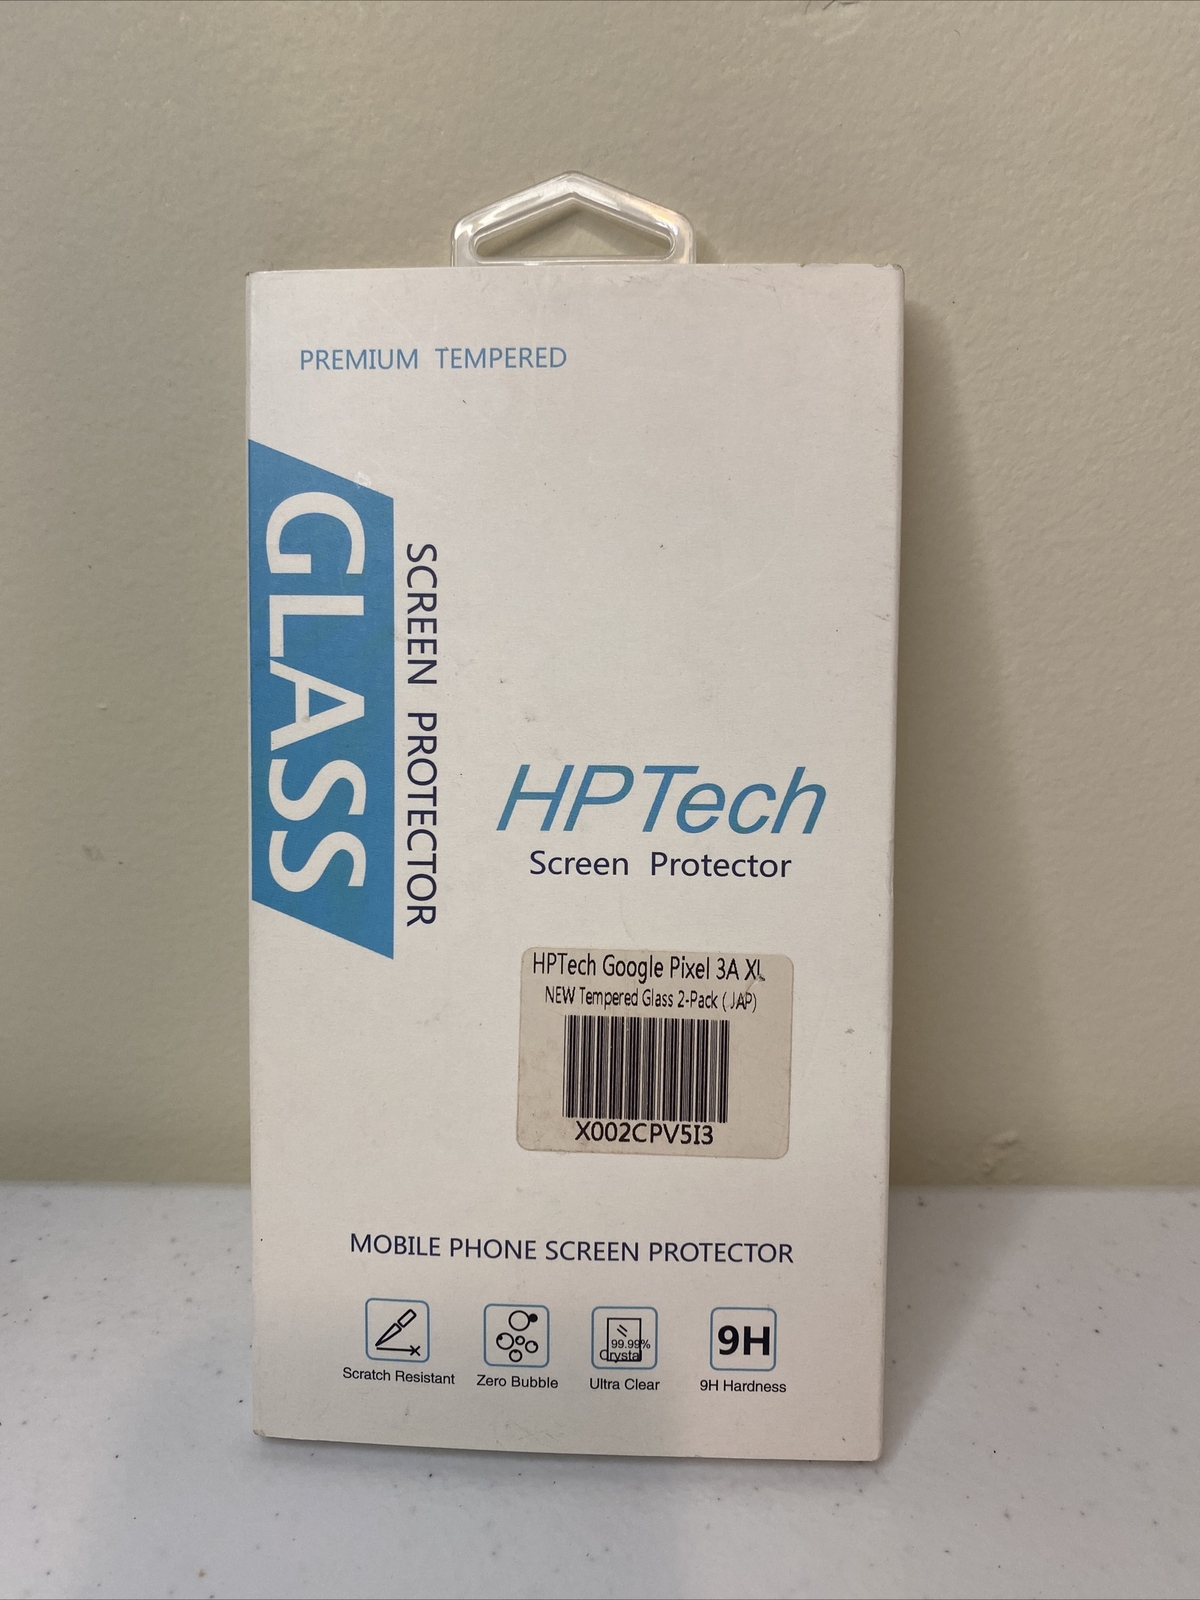 PREMIUM TEMPERED
GLASS
SCREEN PROTECTOR
HPTech
Screen Protector
HPTech Google Pixel 3A XL
NEW Tempered Glass 2-Pack ( JAP)
X002CPV5I3
MOBILE PHONE SCREEN PROTECTOR
99.99%
Crystal
9H
Scratch Resistant
Zero Bubble
Ultra Clear
9H Hardness